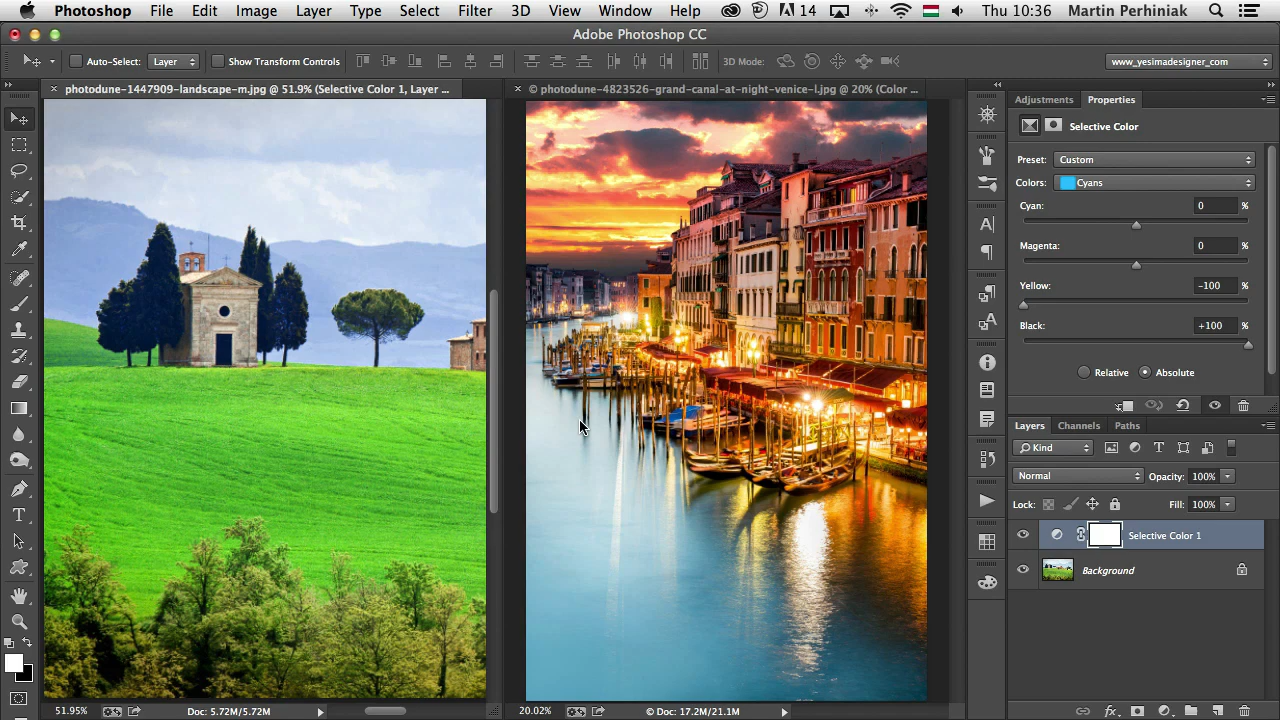 Photoshop File Edit Image Layer Type Select Filter 3D View Window Help 14 Thu 10:36 Martin Perhiniak
Adobe Photoshop CC
Auto-Select: Layer Show Transform Controls 3D Mode: www_yesimadesigner_com
photodune-1447909-landscape-m.jpg @ 51.9% (Selective Color 1, Layer ...
© photodune-4823526-grand-canal-at-night-venice-l.jpg @ 20% (Color ...
Adjustments Properties
Selective Color
Preset: Custom
Colors: Cyans
Cyan: 0 %
Magenta: 0 %
Yellow: -100 %
Black: +100 %
Relative Absolute
Layers Channels Paths
Kind
Normal Opacity: 100%
Lock: Fill: 100%
Selective Color 1
Background
51.95% Doc: 5.72M/5.72M
20.02% © Doc: 17.2M/21.1M